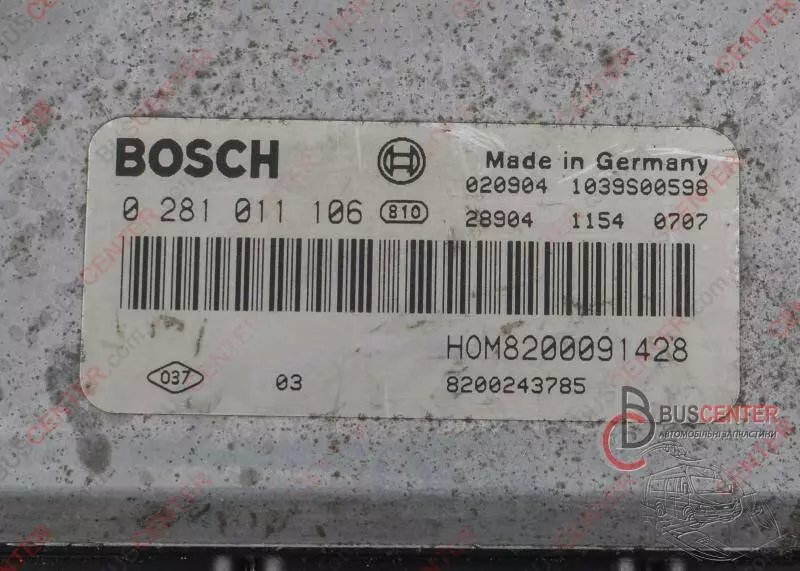 BOSCH
Made in Germany
020904 1039S00598
0 281 011 106 810
28904 1154 0707
HOM8200091428
037 03 8200243785
BUSCENTER
АВТОМОБІЛЬНІ ЗАПЧАСТИНИ